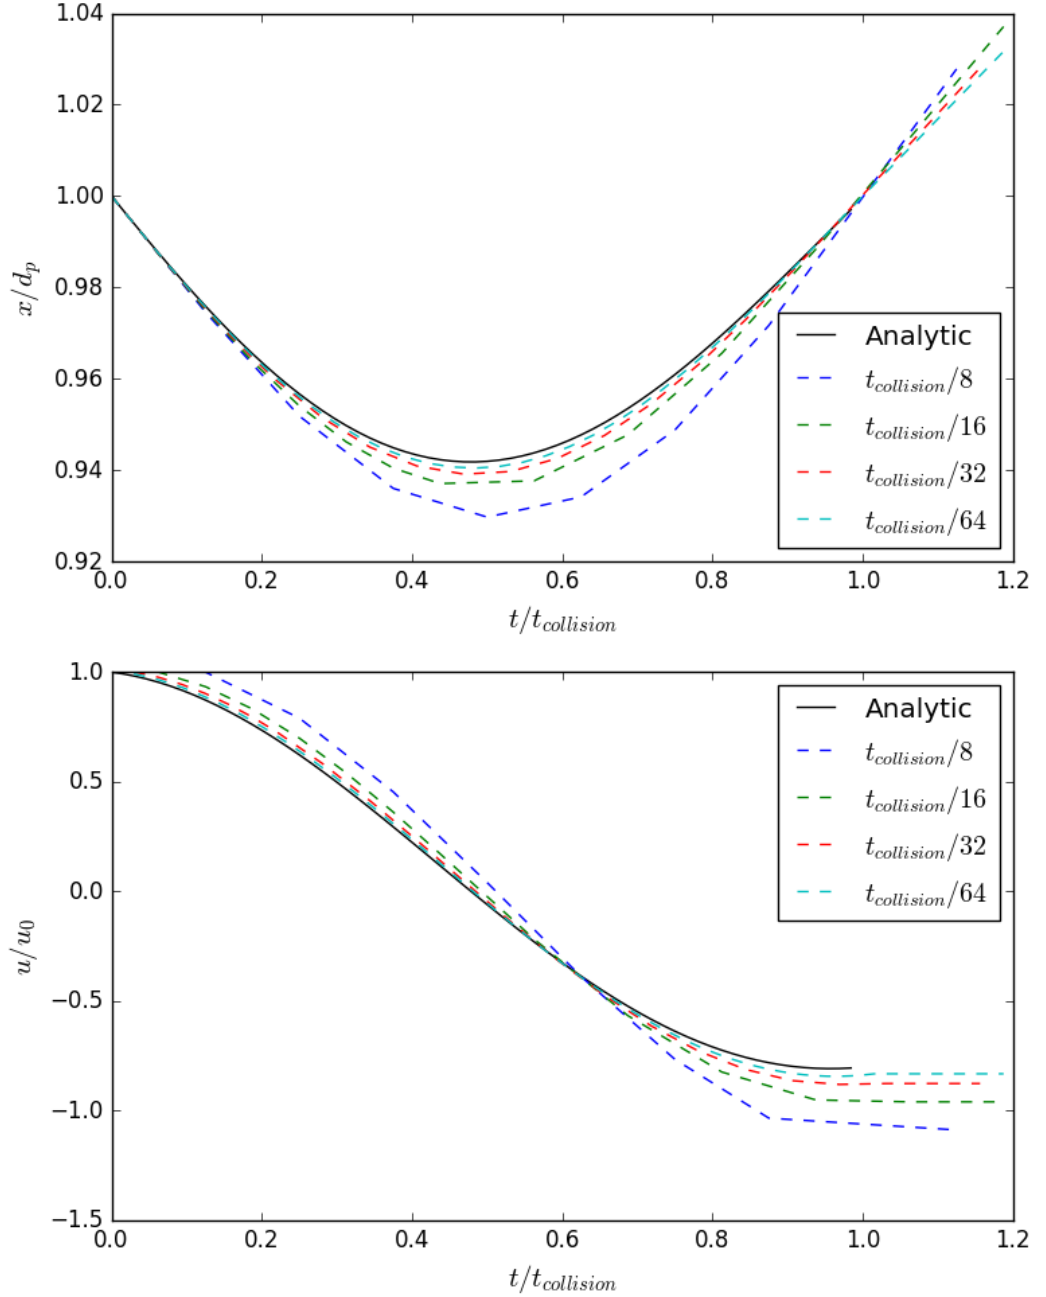 1.04
1.02
1.00
0.98
0.96
0.94
0.92
x/d_p
Analytic
t_collision/8
t_collision/16
t_collision/32
t_collision/64
0.0 0.2 0.4 0.6 0.8 1.0 1.2
t/t_collision
1.0
0.5
0.0
−0.5
−1.0
−1.5
u/u_0
Analytic
t_collision/8
t_collision/16
t_collision/32
t_collision/64
0.0 0.2 0.4 0.6 0.8 1.0 1.2
t/t_collision